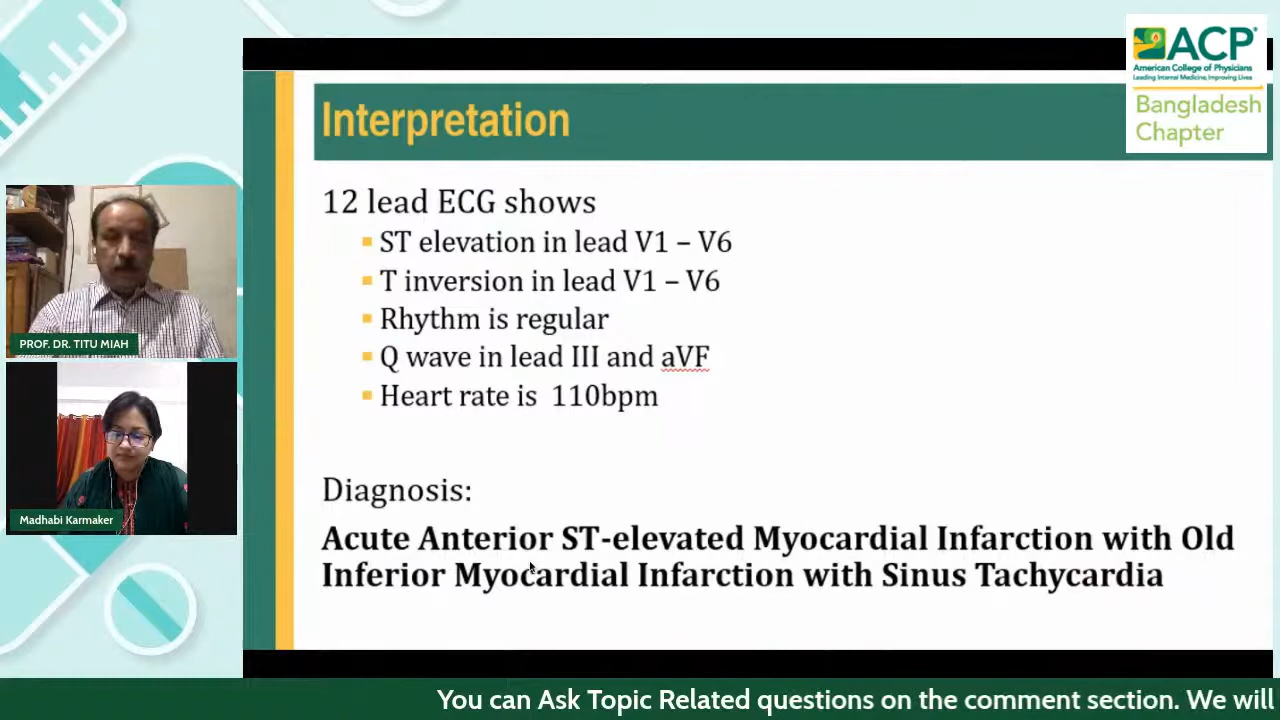 ACP
American College of Physicians
Leading Internal Medicine, Improving Lives
Bangladesh
Chapter
Interpretation
12 lead ECG shows
ST elevation in lead V1 – V6
T inversion in lead V1 – V6
Rhythm is regular
Q wave in lead III and aVF
Heart rate is 110bpm
Diagnosis:
Acute Anterior ST-elevated Myocardial Infarction with Old
Inferior Myocardial Infarction with Sinus Tachycardia
PROF. DR. TITU MIAH
Madhabi Karmaker
You can Ask Topic Related questions on the comment section. We will